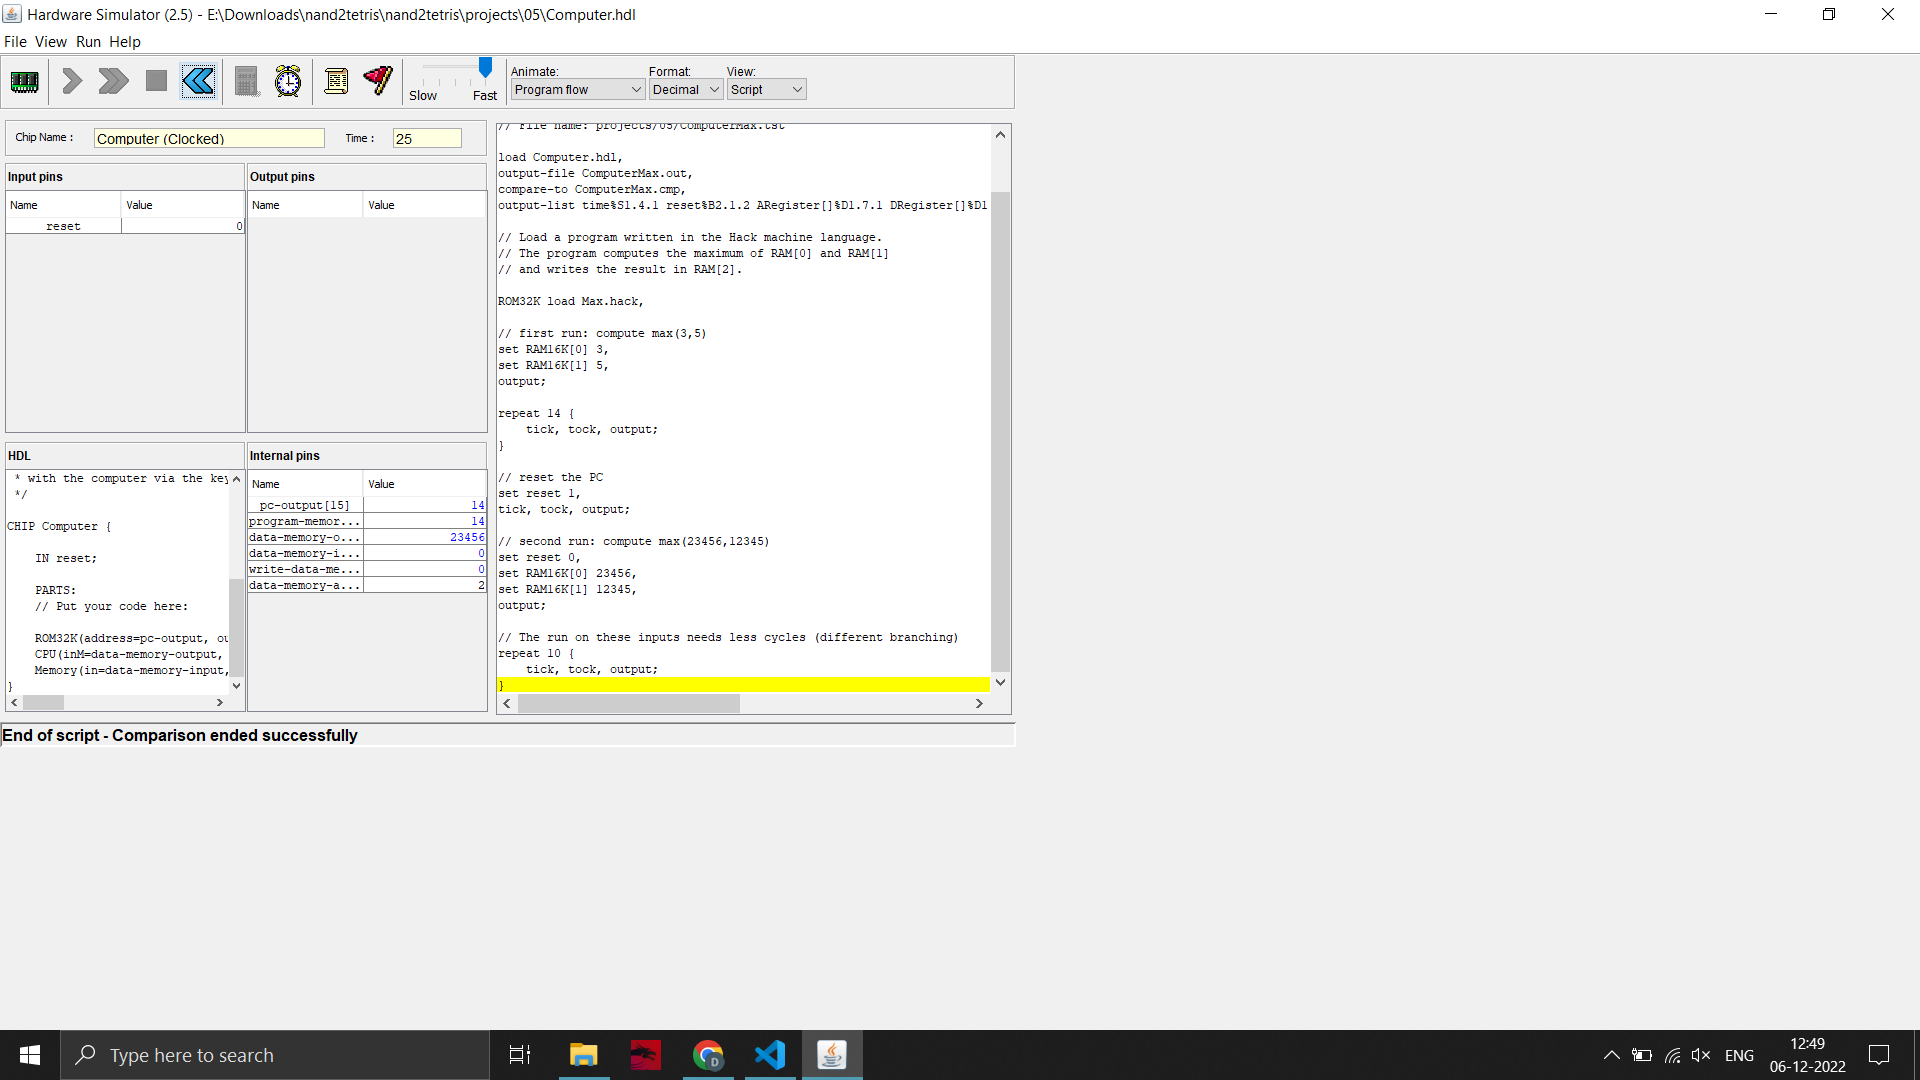 Hardware Simulator (2.5) - E:\Downloads\nand2tetris\nand2tetris\projects\05\Computer.hdl
File View Run Help
Slow Fast
Animate: Format: View:
Program flow Decimal Script
Chip Name : Computer (Clocked) Time : 25
Input pins
Name Value
reset 0
Output pins
Name Value
HDL
* with the computer via the key
*/
CHIP Computer {
IN reset;
PARTS:
// Put your code here:
ROM32K(address=pc-output, ou
CPU(inM=data-memory-output,
Memory(in=data-memory-input,
}
Internal pins
Name Value
pc-output[15] 14
program-memor... 14
data-memory-o... 23456
data-memory-i... 0
write-data-me... 0
data-memory-a... 2
// File name: projects/05/ComputerMax.tst
load Computer.hdl,
output-file ComputerMax.out,
compare-to ComputerMax.cmp,
output-list time%S1.4.1 reset%B2.1.2 ARegister[]%D1.7.1 DRegister[]%D1
// Load a program written in the Hack machine language.
// The program computes the maximum of RAM[0] and RAM[1]
// and writes the result in RAM[2].
ROM32K load Max.hack,
// first run: compute max(3,5)
set RAM16K[0] 3,
set RAM16K[1] 5,
output;
repeat 14 {
tick, tock, output;
}
// reset the PC
set reset 1,
tick, tock, output;
// second run: compute max(23456,12345)
set reset 0,
set RAM16K[0] 23456,
set RAM16K[1] 12345,
output;
// The run on these inputs needs less cycles (different branching)
repeat 10 {
tick, tock, output;
}
End of script - Comparison ended successfully
Type here to search
D
ENG
12:49
06-12-2022